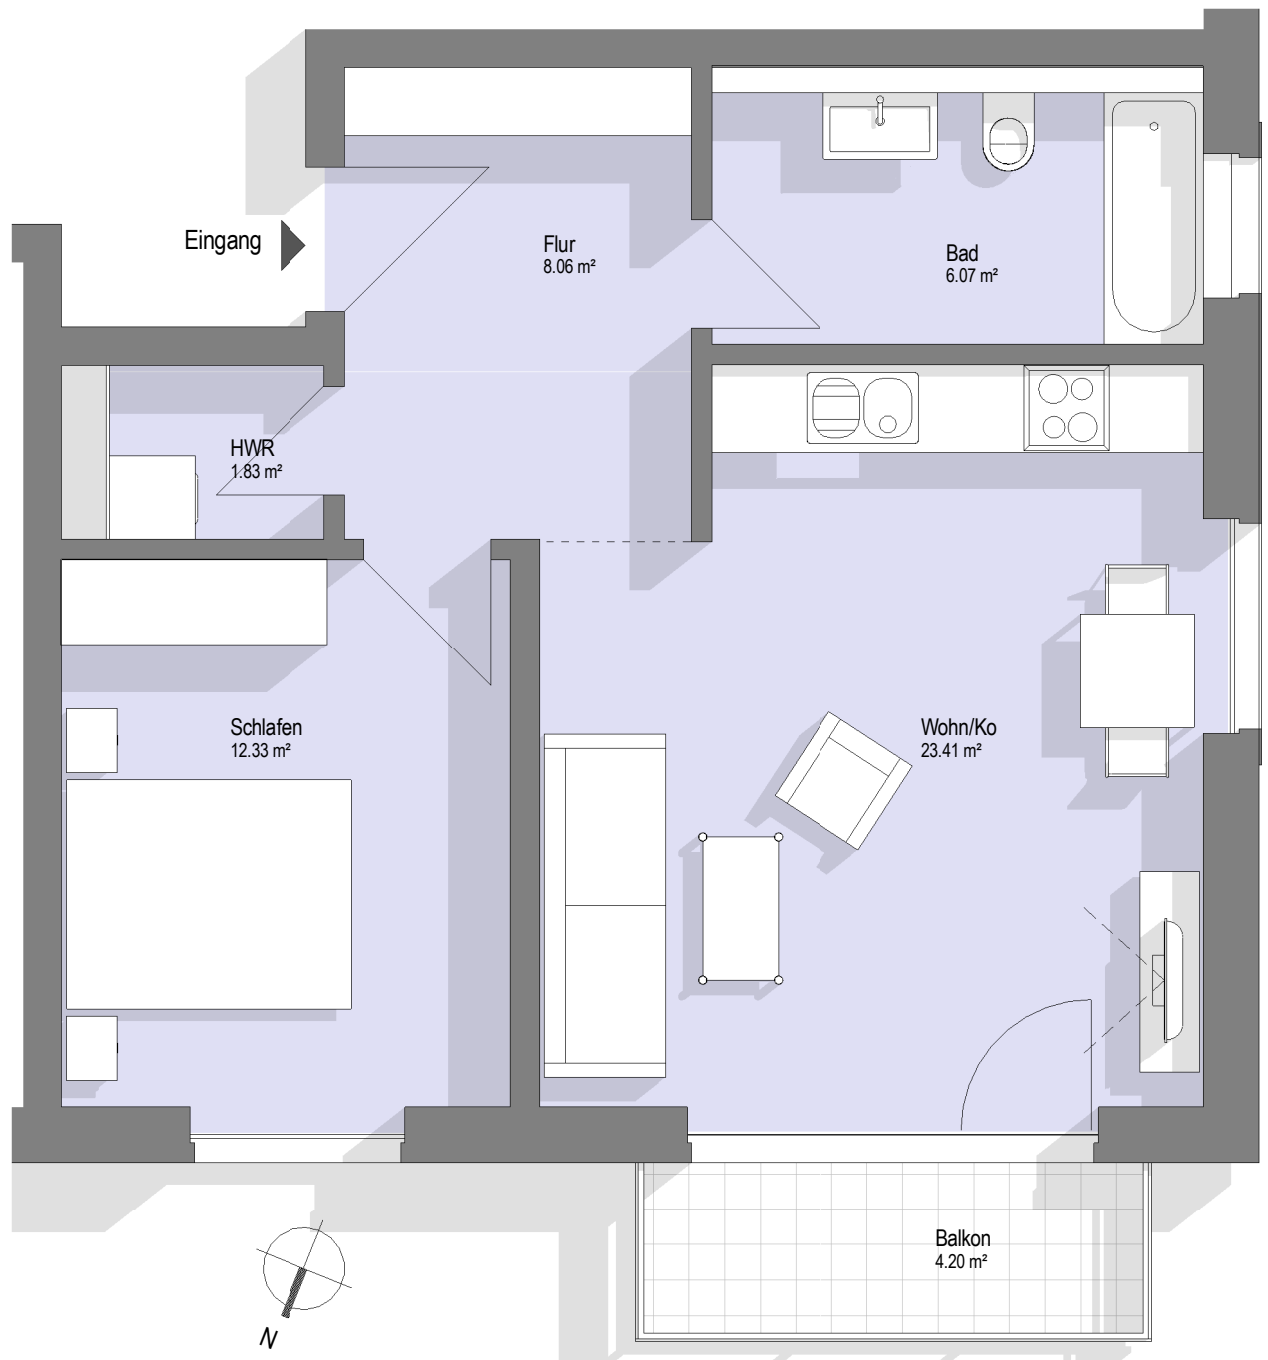 Eingang
Flur
8.06 m²
Bad
6.07 m²
HWR
1.83 m²
Schlafen
12.33 m²
Wohn/Ko
23.41 m²
Balkon
4.20 m²
N